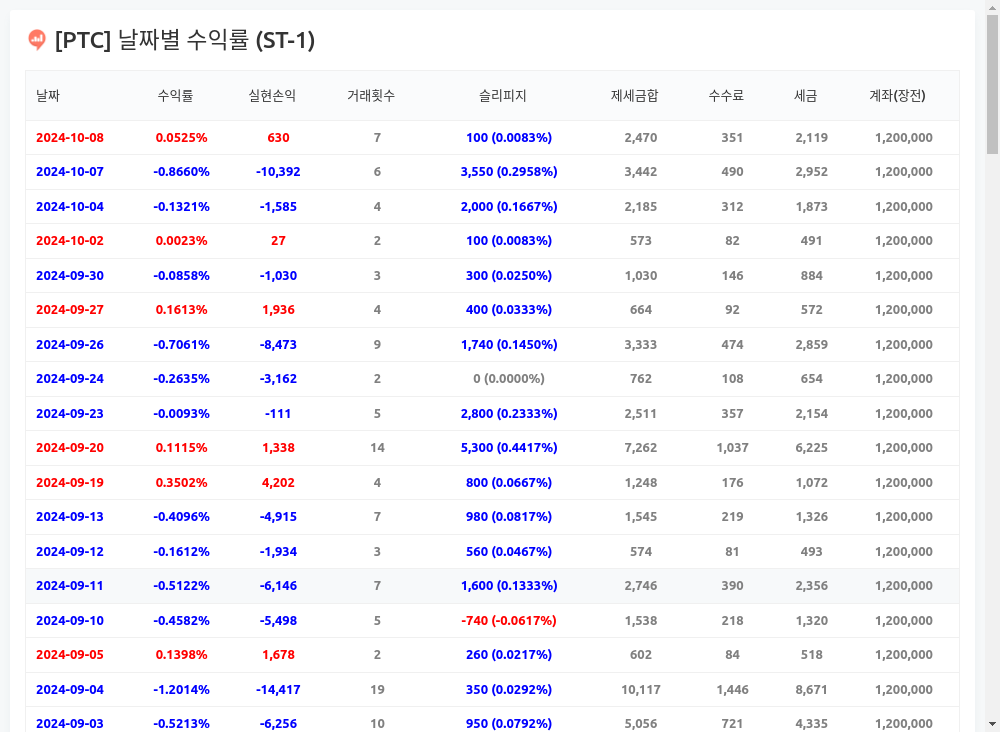 [PTC] 날짜별 수익률 (ST-1)
날짜 수익률 실현손익 거래횟수 슬리피지 제세금합 수수료 세금 계좌(장전)
2024-10-08 0.0525% 630 7 100 (0.0083%) 2,470 351 2,119 1,200,000
2024-10-07 -0.8660% -10,392 6 3,550 (0.2958%) 3,442 490 2,952 1,200,000
2024-10-04 -0.1321% -1,585 4 2,000 (0.1667%) 2,185 312 1,873 1,200,000
2024-10-02 0.0023% 27 2 100 (0.0083%) 573 82 491 1,200,000
2024-09-30 -0.0858% -1,030 3 300 (0.0250%) 1,030 146 884 1,200,000
2024-09-27 0.1613% 1,936 4 400 (0.0333%) 664 92 572 1,200,000
2024-09-26 -0.7061% -8,473 9 1,740 (0.1450%) 3,333 474 2,859 1,200,000
2024-09-24 -0.2635% -3,162 2 0 (0.0000%) 762 108 654 1,200,000
2024-09-23 -0.0093% -111 5 2,800 (0.2333%) 2,511 357 2,154 1,200,000
2024-09-20 0.1115% 1,338 14 5,300 (0.4417%) 7,262 1,037 6,225 1,200,000
2024-09-19 0.3502% 4,202 4 800 (0.0667%) 1,248 176 1,072 1,200,000
2024-09-13 -0.4096% -4,915 7 980 (0.0817%) 1,545 219 1,326 1,200,000
2024-09-12 -0.1612% -1,934 3 560 (0.0467%) 574 81 493 1,200,000
2024-09-11 -0.5122% -6,146 7 1,600 (0.1333%) 2,746 390 2,356 1,200,000
2024-09-10 -0.4582% -5,498 5 -740 (-0.0617%) 1,538 218 1,320 1,200,000
2024-09-05 0.1398% 1,678 2 260 (0.0217%) 602 84 518 1,200,000
2024-09-04 -1.2014% -14,417 19 350 (0.0292%) 10,117 1,446 8,671 1,200,000
2024-09-03 -0.5213% -6,256 10 950 (0.0792%) 5,056 721 4,335 1,200,000